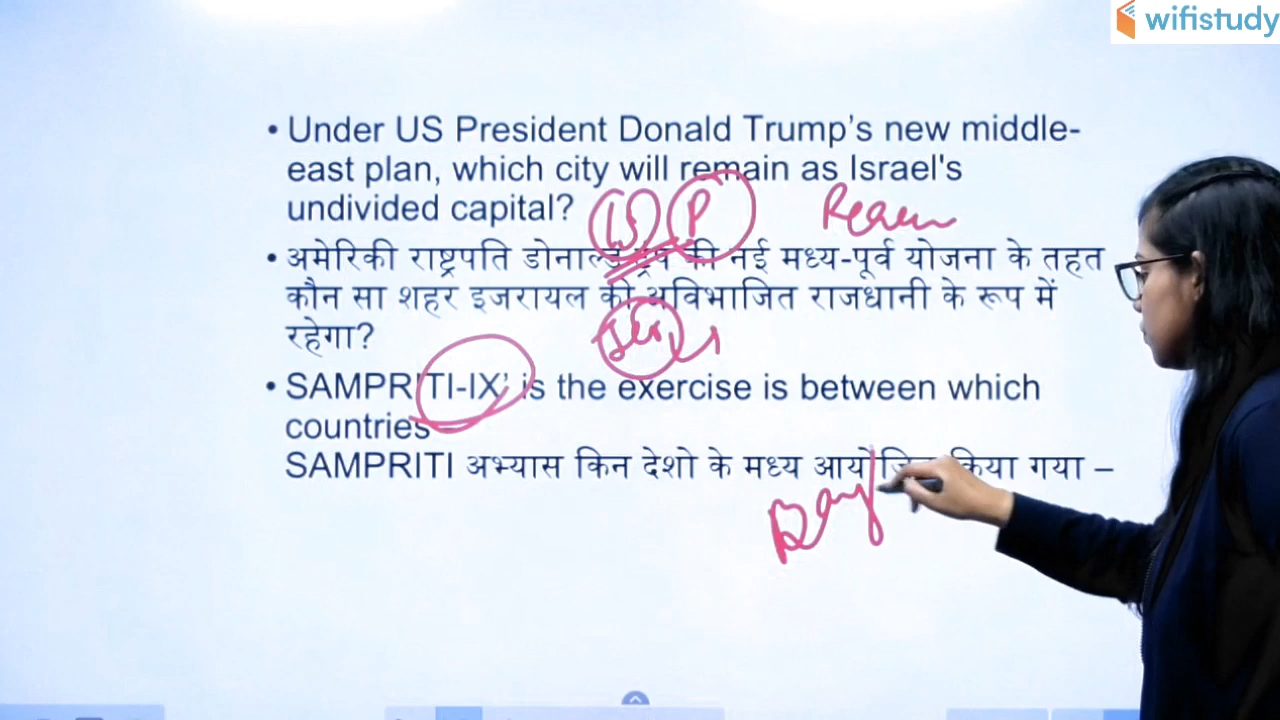 wifistudy
• Under US President Donald Trump's new middle-
east plan, which city will remain as Israel's
undivided capital?
IS P
• अमेरिकी राष्ट्रपति डोनाल्ड ट्रंप की नई मध्य-पूर्व योजना के तहत
कौन सा शहर इजरायल की अविभाजित राजधानी के रूप में
रहेगा?
• SAMPRITI-IX' is the exercise is between which
countries
SAMPRITI अभ्यास किन देशो के मध्य आयोजित किया गया –